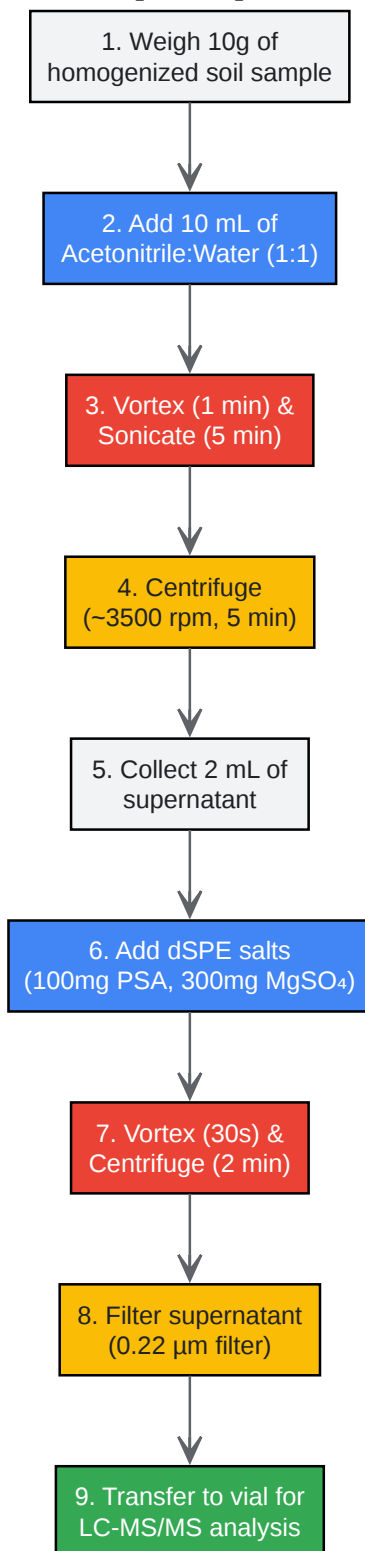 1. Weigh 10g of
homogenized soil sample
2. Add 10 mL of
Acetonitrile:Water (1:1)
3. Vortex (1 min) &
Sonicate (5 min)
4. Centrifuge
(~3500 rpm, 5 min)
5. Collect 2 mL of
supernatant
6. Add dSPE salts
(100mg PSA, 300mg MgSO₄)
7. Vortex (30s) &
Centrifuge (2 min)
8. Filter supernatant
(0.22 µm filter)
9. Transfer to vial for
LC-MS/MS analysis